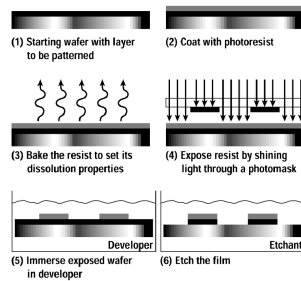 (1) Starting wafer with layer
to be patterned
(2) Coat with photoresist
(3) Bake the resist to set its
dissolution properties
(4) Expose resist by shining
light through a photomask
Developer
(5) Immerse exposed wafer
in developer
Etchant
(6) Etch the film